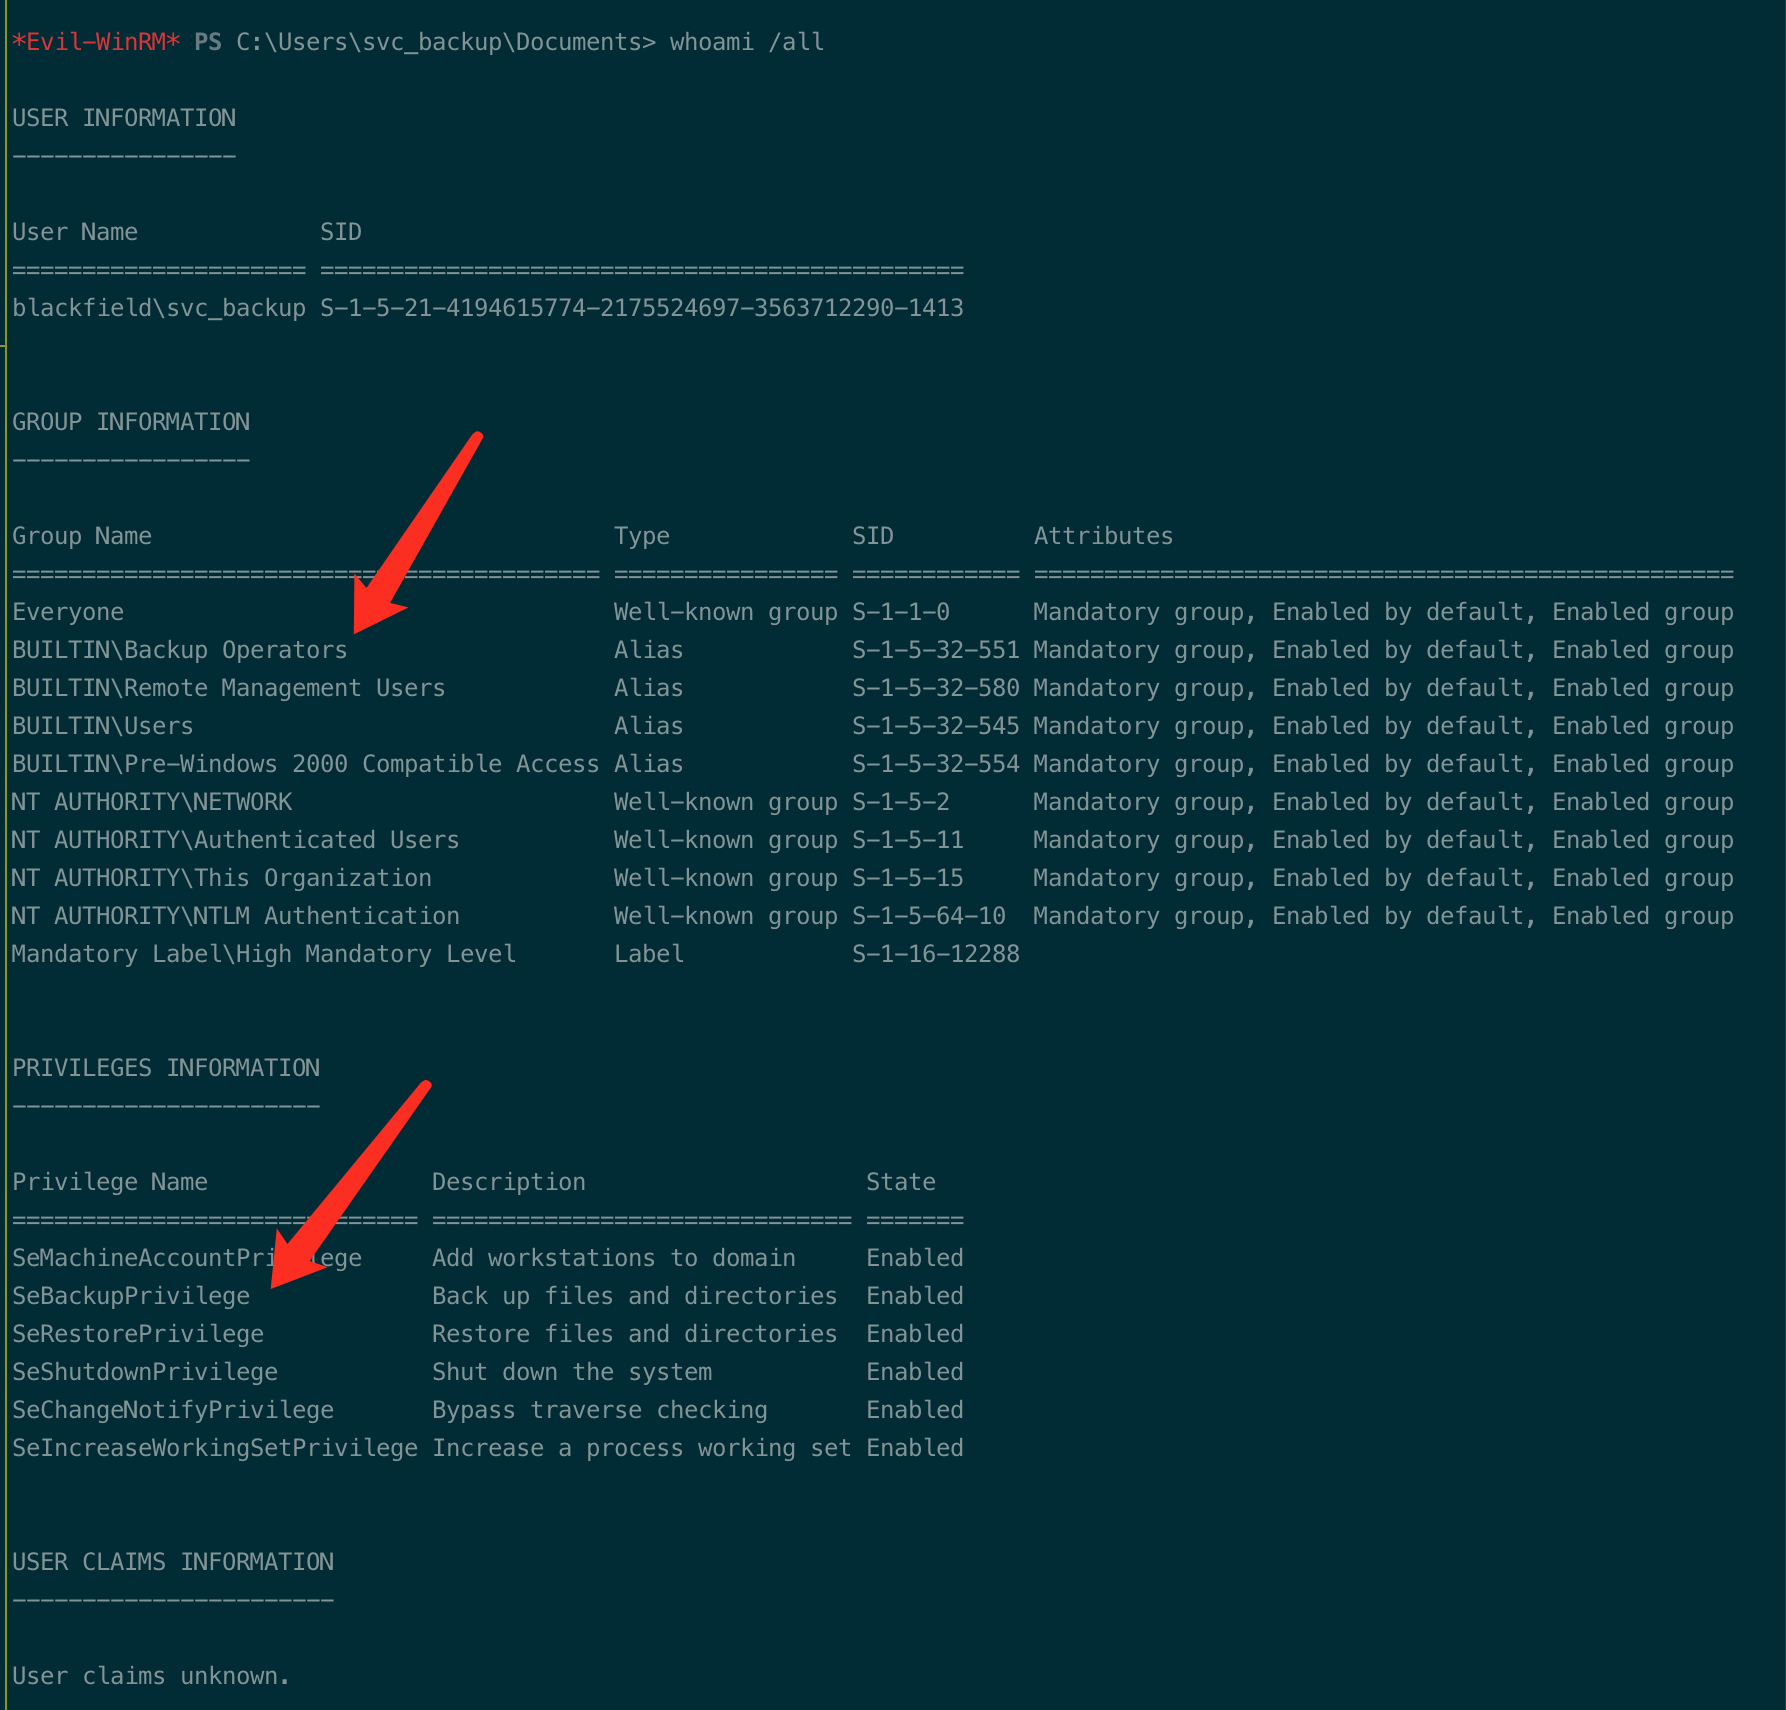 *Evil-WinRM* PS C:\Users\svc_backup\Documents> whoami /all
USER INFORMATION
----------------
User Name             SID
===================== ==============================================
blackfield\svc_backup S-1-5-21-4194615774-2175524697-3563712290-1413
GROUP INFORMATION
-----------------
Group Name                                 Type             SID          Attributes
========================================== ================ ============ ==================================================
Everyone                                   Well-known group S-1-1-0      Mandatory group, Enabled by default, Enabled group
BUILTIN\Backup Operators                   Alias            S-1-5-32-551 Mandatory group, Enabled by default, Enabled group
BUILTIN\Remote Management Users            Alias            S-1-5-32-580 Mandatory group, Enabled by default, Enabled group
BUILTIN\Users                              Alias            S-1-5-32-545 Mandatory group, Enabled by default, Enabled group
BUILTIN\Pre-Windows 2000 Compatible Access Alias            S-1-5-32-554 Mandatory group, Enabled by default, Enabled group
NT AUTHORITY\NETWORK                       Well-known group S-1-5-2      Mandatory group, Enabled by default, Enabled group
NT AUTHORITY\Authenticated Users           Well-known group S-1-5-11     Mandatory group, Enabled by default, Enabled group
NT AUTHORITY\This Organization             Well-known group S-1-5-15     Mandatory group, Enabled by default, Enabled group
NT AUTHORITY\NTLM Authentication           Well-known group S-1-5-64-10  Mandatory group, Enabled by default, Enabled group
Mandatory Label\High Mandatory Level       Label            S-1-16-12288
PRIVILEGES INFORMATION
----------------------
Privilege Name                Description                    State
============================= ============================== =======
SeMachineAccountPrivilege     Add workstations to domain     Enabled
SeBackupPrivilege             Back up files and directories  Enabled
SeRestorePrivilege            Restore files and directories  Enabled
SeShutdownPrivilege           Shut down the system           Enabled
SeChangeNotifyPrivilege       Bypass traverse checking       Enabled
SeIncreaseWorkingSetPrivilege Increase a process working set Enabled
USER CLAIMS INFORMATION
-----------------------
User claims unknown.